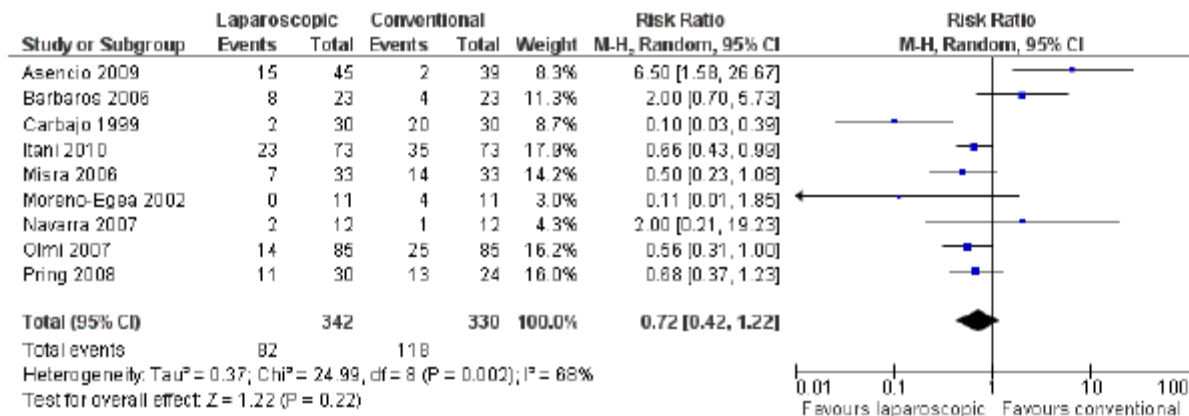 Laparoscopic Conventional Risk Ratio Risk Ratio
Study or Subgroup Events Total Events Total Weight M-H, Random, 95% CI M-H, Random, 95% CI
Asencio 2009 15 45 2 39 8.3% 6.50 [1.58, 26.67]
Barbaros 2006 8 23 4 23 11.3% 2.00 [0.70, 5.73]
Carbajo 1999 2 30 20 30 8.7% 0.10 [0.03, 0.39]
Itani 2010 23 73 35 73 17.9% 0.66 [0.43, 0.99]
Misra 2006 7 33 14 33 14.2% 0.50 [0.23, 1.08]
Moreno-Egea 2002 0 11 4 11 3.0% 0.11 [0.01, 1.85]
Navarra 2007 2 12 1 12 4.3% 2.00 [0.21, 19.23]
Olmi 2007 14 85 25 85 16.2% 0.56 [0.31, 1.00]
Pring 2008 11 30 13 24 16.0% 0.68 [0.37, 1.23]
Total (95% CI) 342 330 100.0% 0.72 [0.42, 1.22]
Total events 82 118
Heterogeneity: Tau² = 0.37; Chi² = 24.99, df = 8 (P = 0.002); I² = 68%
Test for overall effect: Z = 1.22 (P = 0.22)
0.01 0.1 1 10 100
Favours laparoscopic Favours conventional